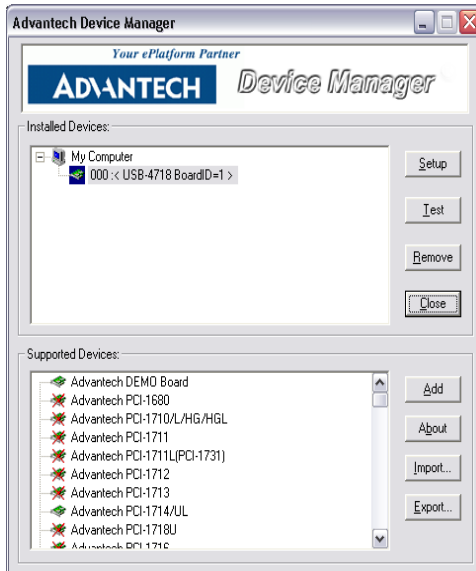 Advantech Device Manager
Your ePlatform Partner
ADVANTECH Device Manager
Installed Devices:
My Computer
000 :< USB-4718 BoardID=1 >
Setup
Test
Remove
Close
Supported Devices:
Advantech DEMO Board
Advantech PCI-1680
Advantech PCI-1710/L/HG/HGL
Advantech PCI-1711
Advantech PCI-1711L(PCI-1731)
Advantech PCI-1712
Advantech PCI-1713
Advantech PCI-1714/UL
Advantech PCI-1718U
Advantech PCI-1716
Add
About
Import...
Export...